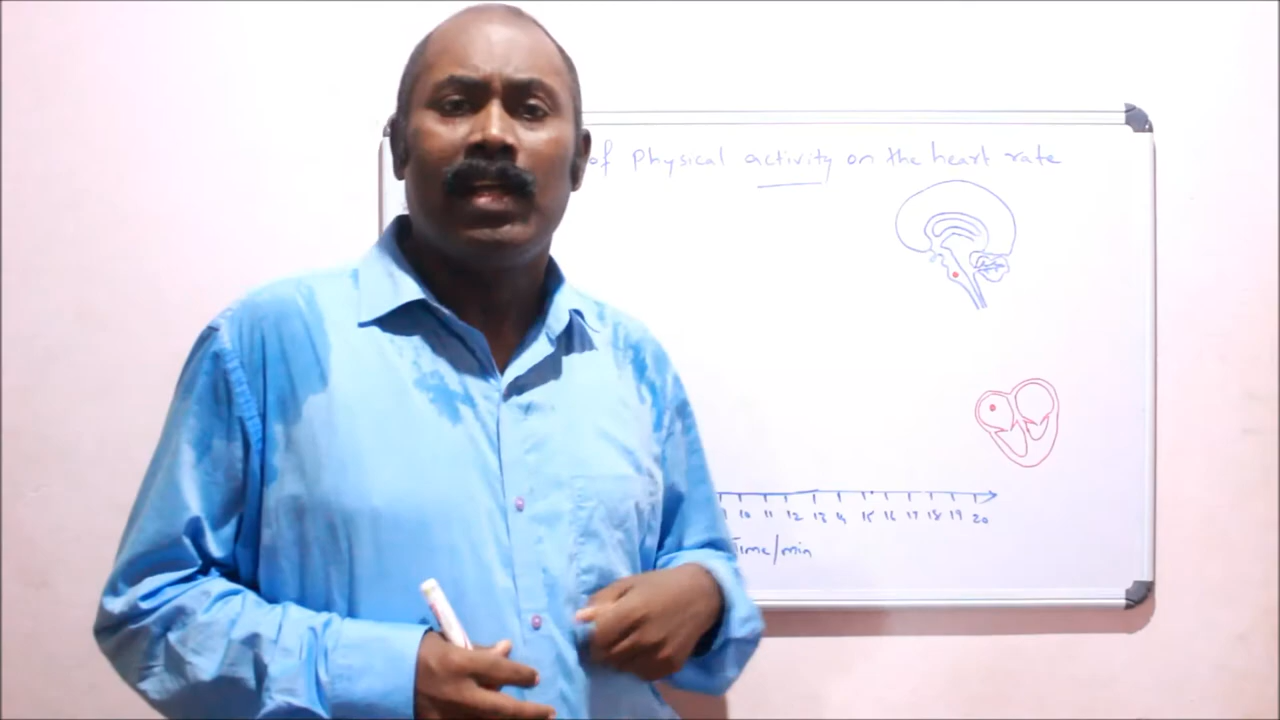 of Physical activity on the heart rate
9 10 11 12 13 14 15 16 17 18 19 20
Time/min